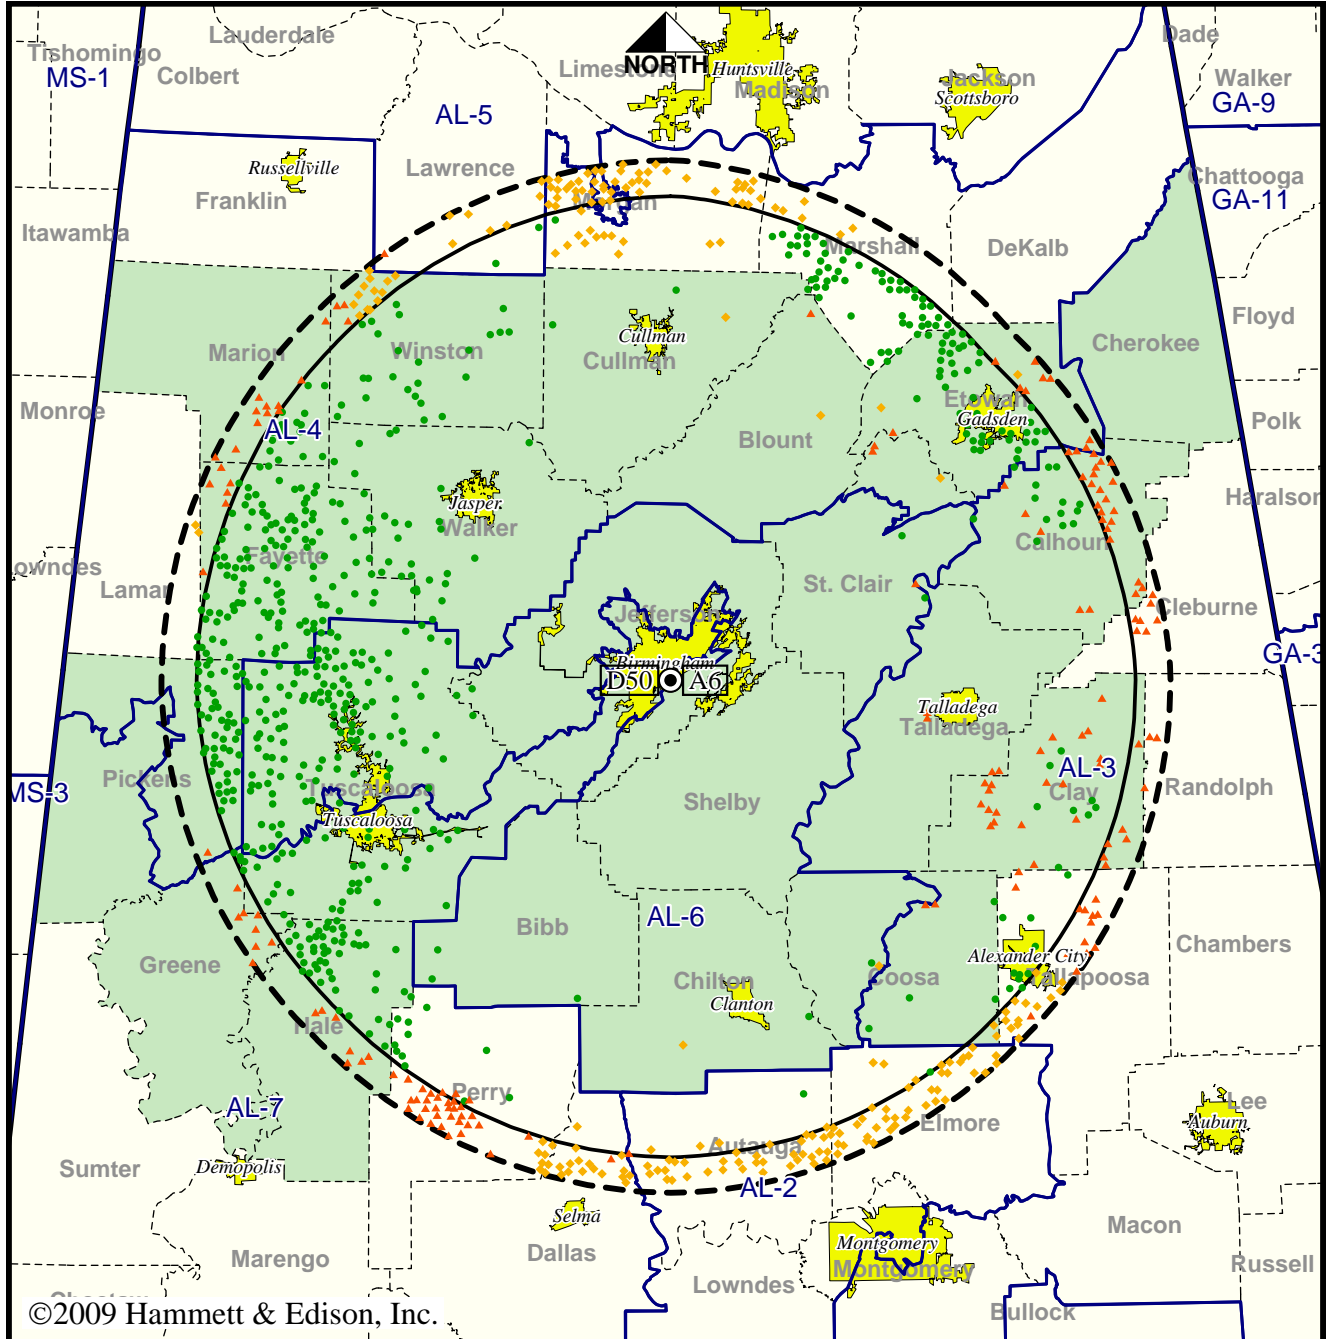 Lauderdale
Dade
Tishomingo
Colbert
MS-1
NORTH
Limestone
Huntsville
Madison
Jackson
Scottsboro
Walker
GA-9
AL-5
Russellville
Lawrence
Franklin
Morgan
Chattooga
GA-11
Itawamba
Marshall
DeKalb
Floyd
Marion
Winston
Cullman
Cullman
Cherokee
Monroe
AL-4
Blount
Etowah
Gadsden
Polk
Jasper
Walker
Haralson
Fayette
Calhoun
owndes
Lamar
St. Clair
Jefferson
Cleburne
GA-3
Birmingham
D50
A6
Talladega
Talladega
MS-3
Pickens
Tuscaloosa
Tuscaloosa
Shelby
AL-3
Clay
Randolph
Bibb
AL-6
Greene
Chilton
Clanton
Coosa
Alexander City
Tallapoosa
Chambers
Hale
Perry
AL-7
Autauga
Elmore
Lee
Auburn
Sumter
Demopolis
AL-2
Selma
Dallas
Montgomery
Montgomery
Macon
Marengo
Lowndes
Russell
Choctaw
Bullock
©2009 Hammett & Edison, Inc.